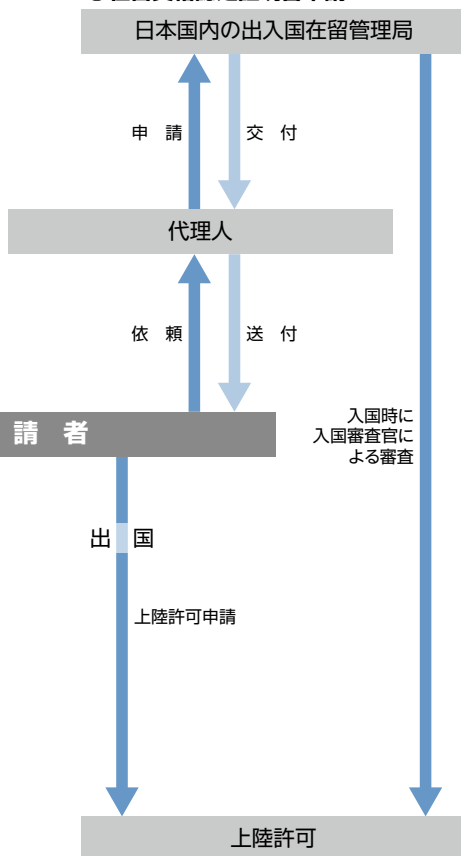 日本国内の出入国在留管理局
申 請
交 付
代理人
依 頼
送 付
請 者
入国時に
入国審査官に
よる審査
出 国
上陸許可申請
上陸許可